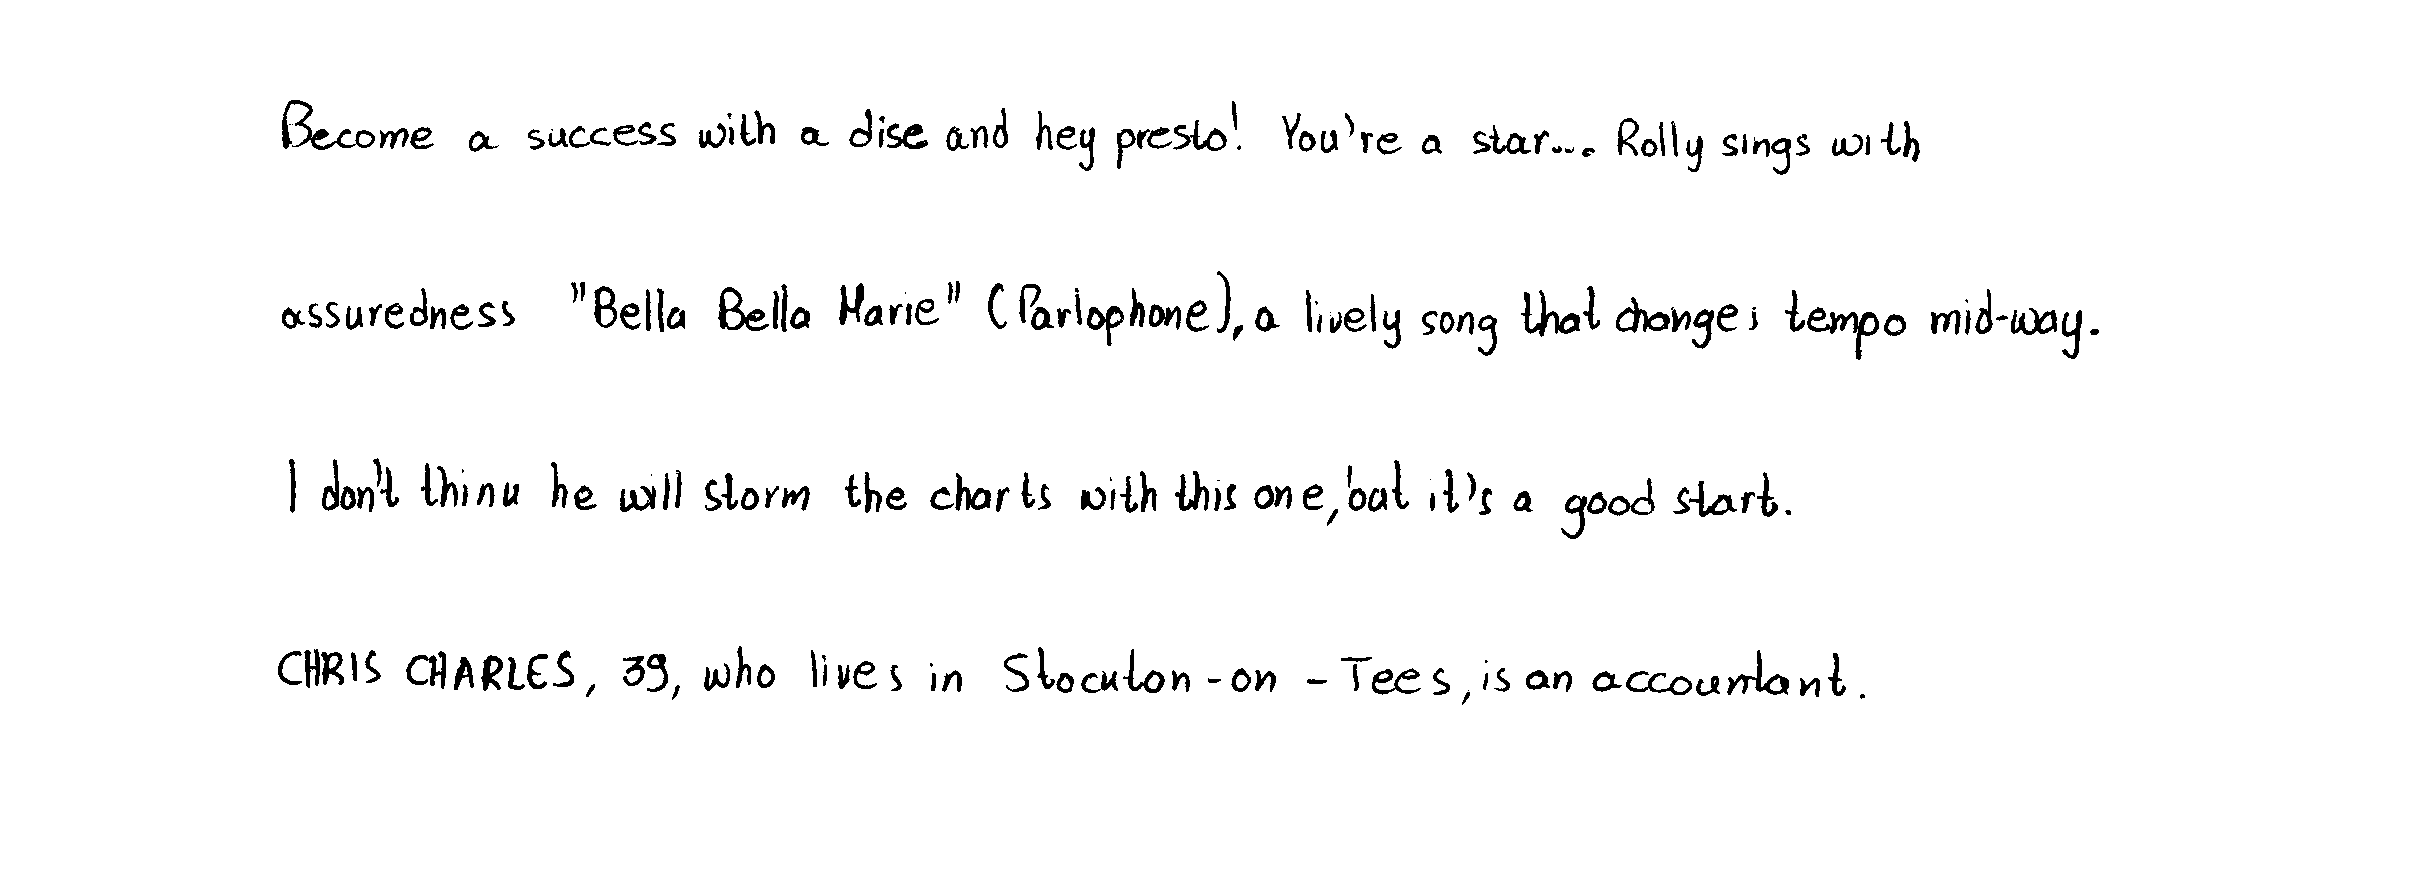 Become a success with a dise and hey presto! You're a star... Rolly sings with
assuredness "Bella Bella Marie" (Parlophone), a lively song that changes tempo mid-way.
I don't think he will storm the charts with this one, but it's a good start.
CHRIS CHARLES, 39, who lives in Stockton-on-Tees, is an accountant.